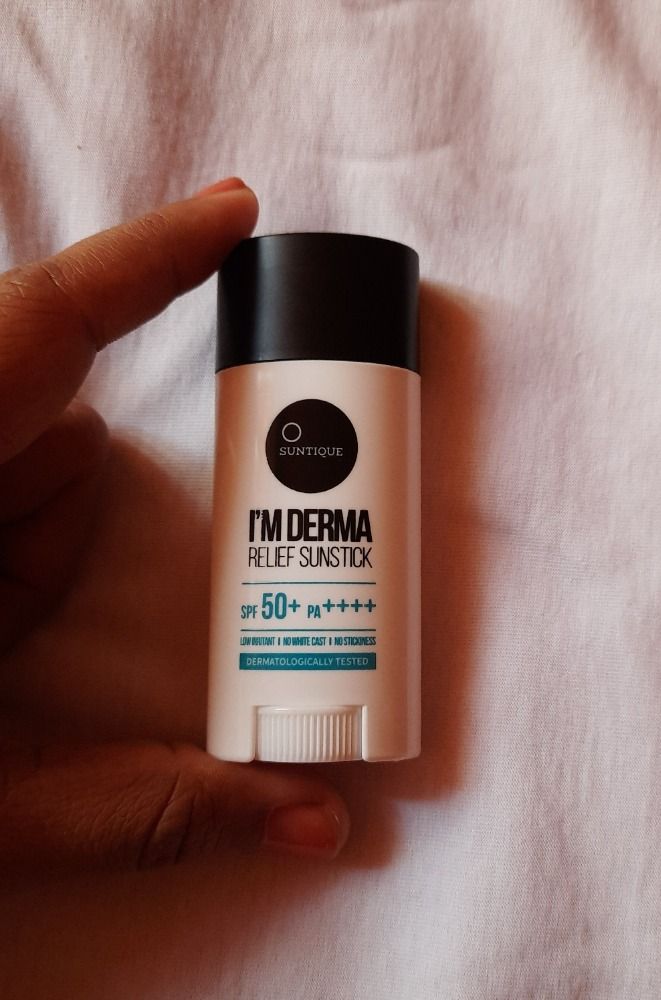 SUNTIQUE
I'M DERMA
RELIEF SUNSTICK
SPF 50+ PA++++
LOW IRRITANT I NO WHITE CAST I NO STICKINESS
DERMATOLOGICALLY TESTED